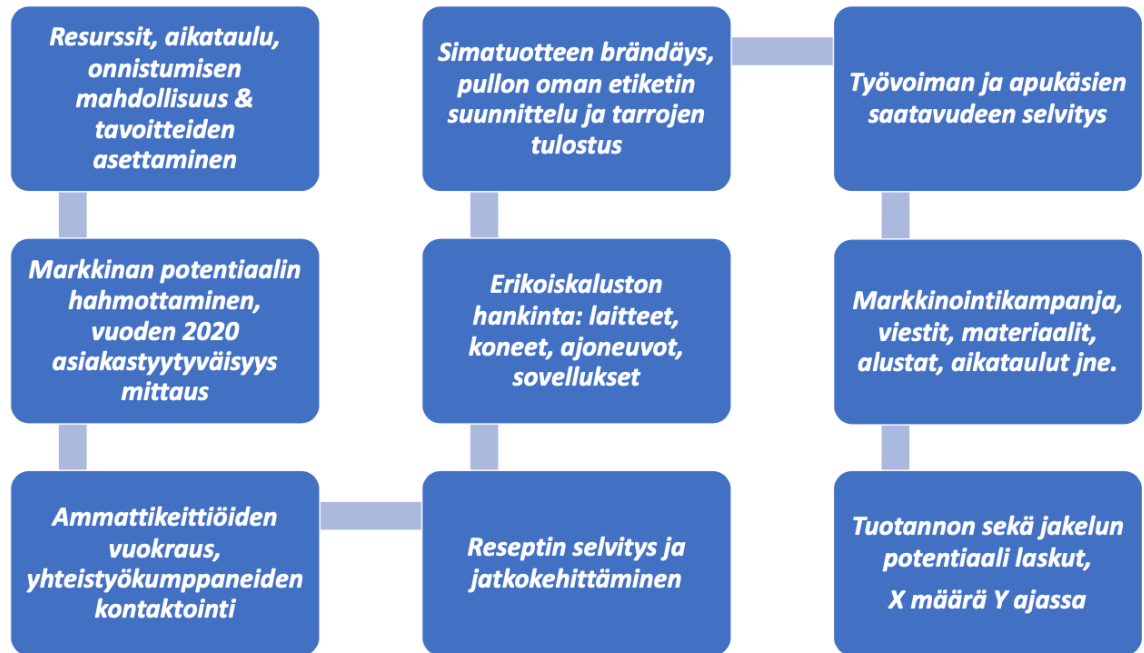 Resurssit, aikataulu,
onnistumisen
mahdollisuus &
tavoitteiden
asettaminen
Markkinan potentiaalin
hahmottaminen,
vuoden 2020
asiakastyytyväisyys
mittaus
Ammattikeittiöiden
vuokraus,
yhteistyökumppaneiden
kontaktointi
Reseptin selvitys ja
jatkokehittäminen
Erikoiskaluston
hankinta: laitteet,
koneet, ajoneuvot,
sovellukset
Simatuotteen brändäys,
pullon oman etiketin
suunnittelu ja tarrojen
tulostus
Työvoiman ja apukäsien
saatavudeen selvitys
Markkinointikampanja,
viestit, materiaalit,
alustat, aikataulut jne.
Tuotannon sekä jakelun
potentiaali laskut,
X määrä Y ajassa